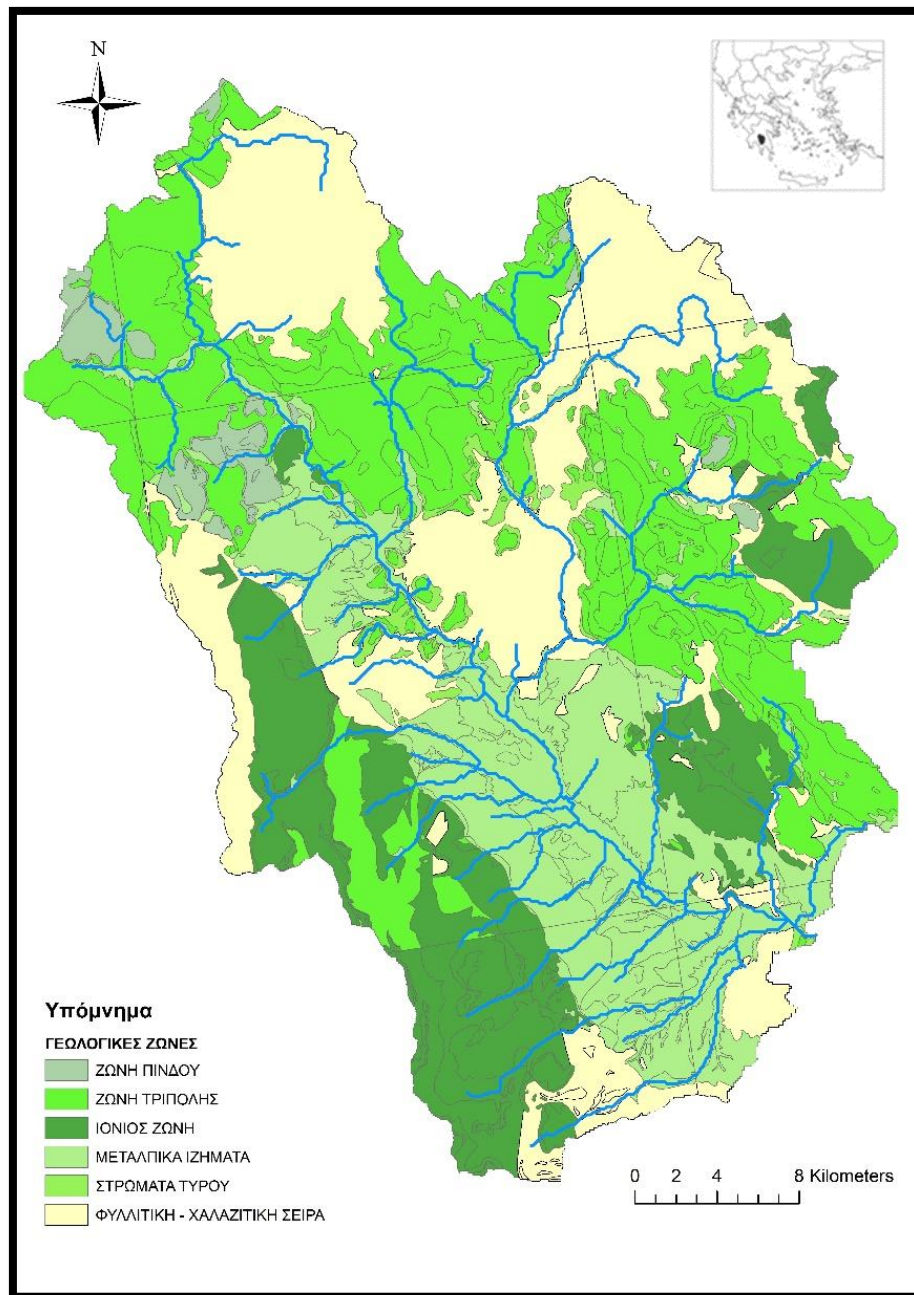 N
Υπόμνημα
ΓΕΩΛΟΓΙΚΕΣ ΖΩΝΕΣ
ΖΩΝΗ ΠΙΝΔΟΥ
ΖΩΝΗ ΤΡΙΠΟΛΗΣ
ΙΟΝΙΟΣ ΖΩΝΗ
ΜΕΤΑΛΠΙΚΑ ΙΖΗΜΑΤΑ
ΣΤΡΩΜΑΤΑ ΤΥΡΟΥ
ΦΥΛΛΙΤΙΚΗ - ΧΑΛΑΖΙΤΙΚΗ ΣΕΙΡΑ
0 2 4 8 Kilometers